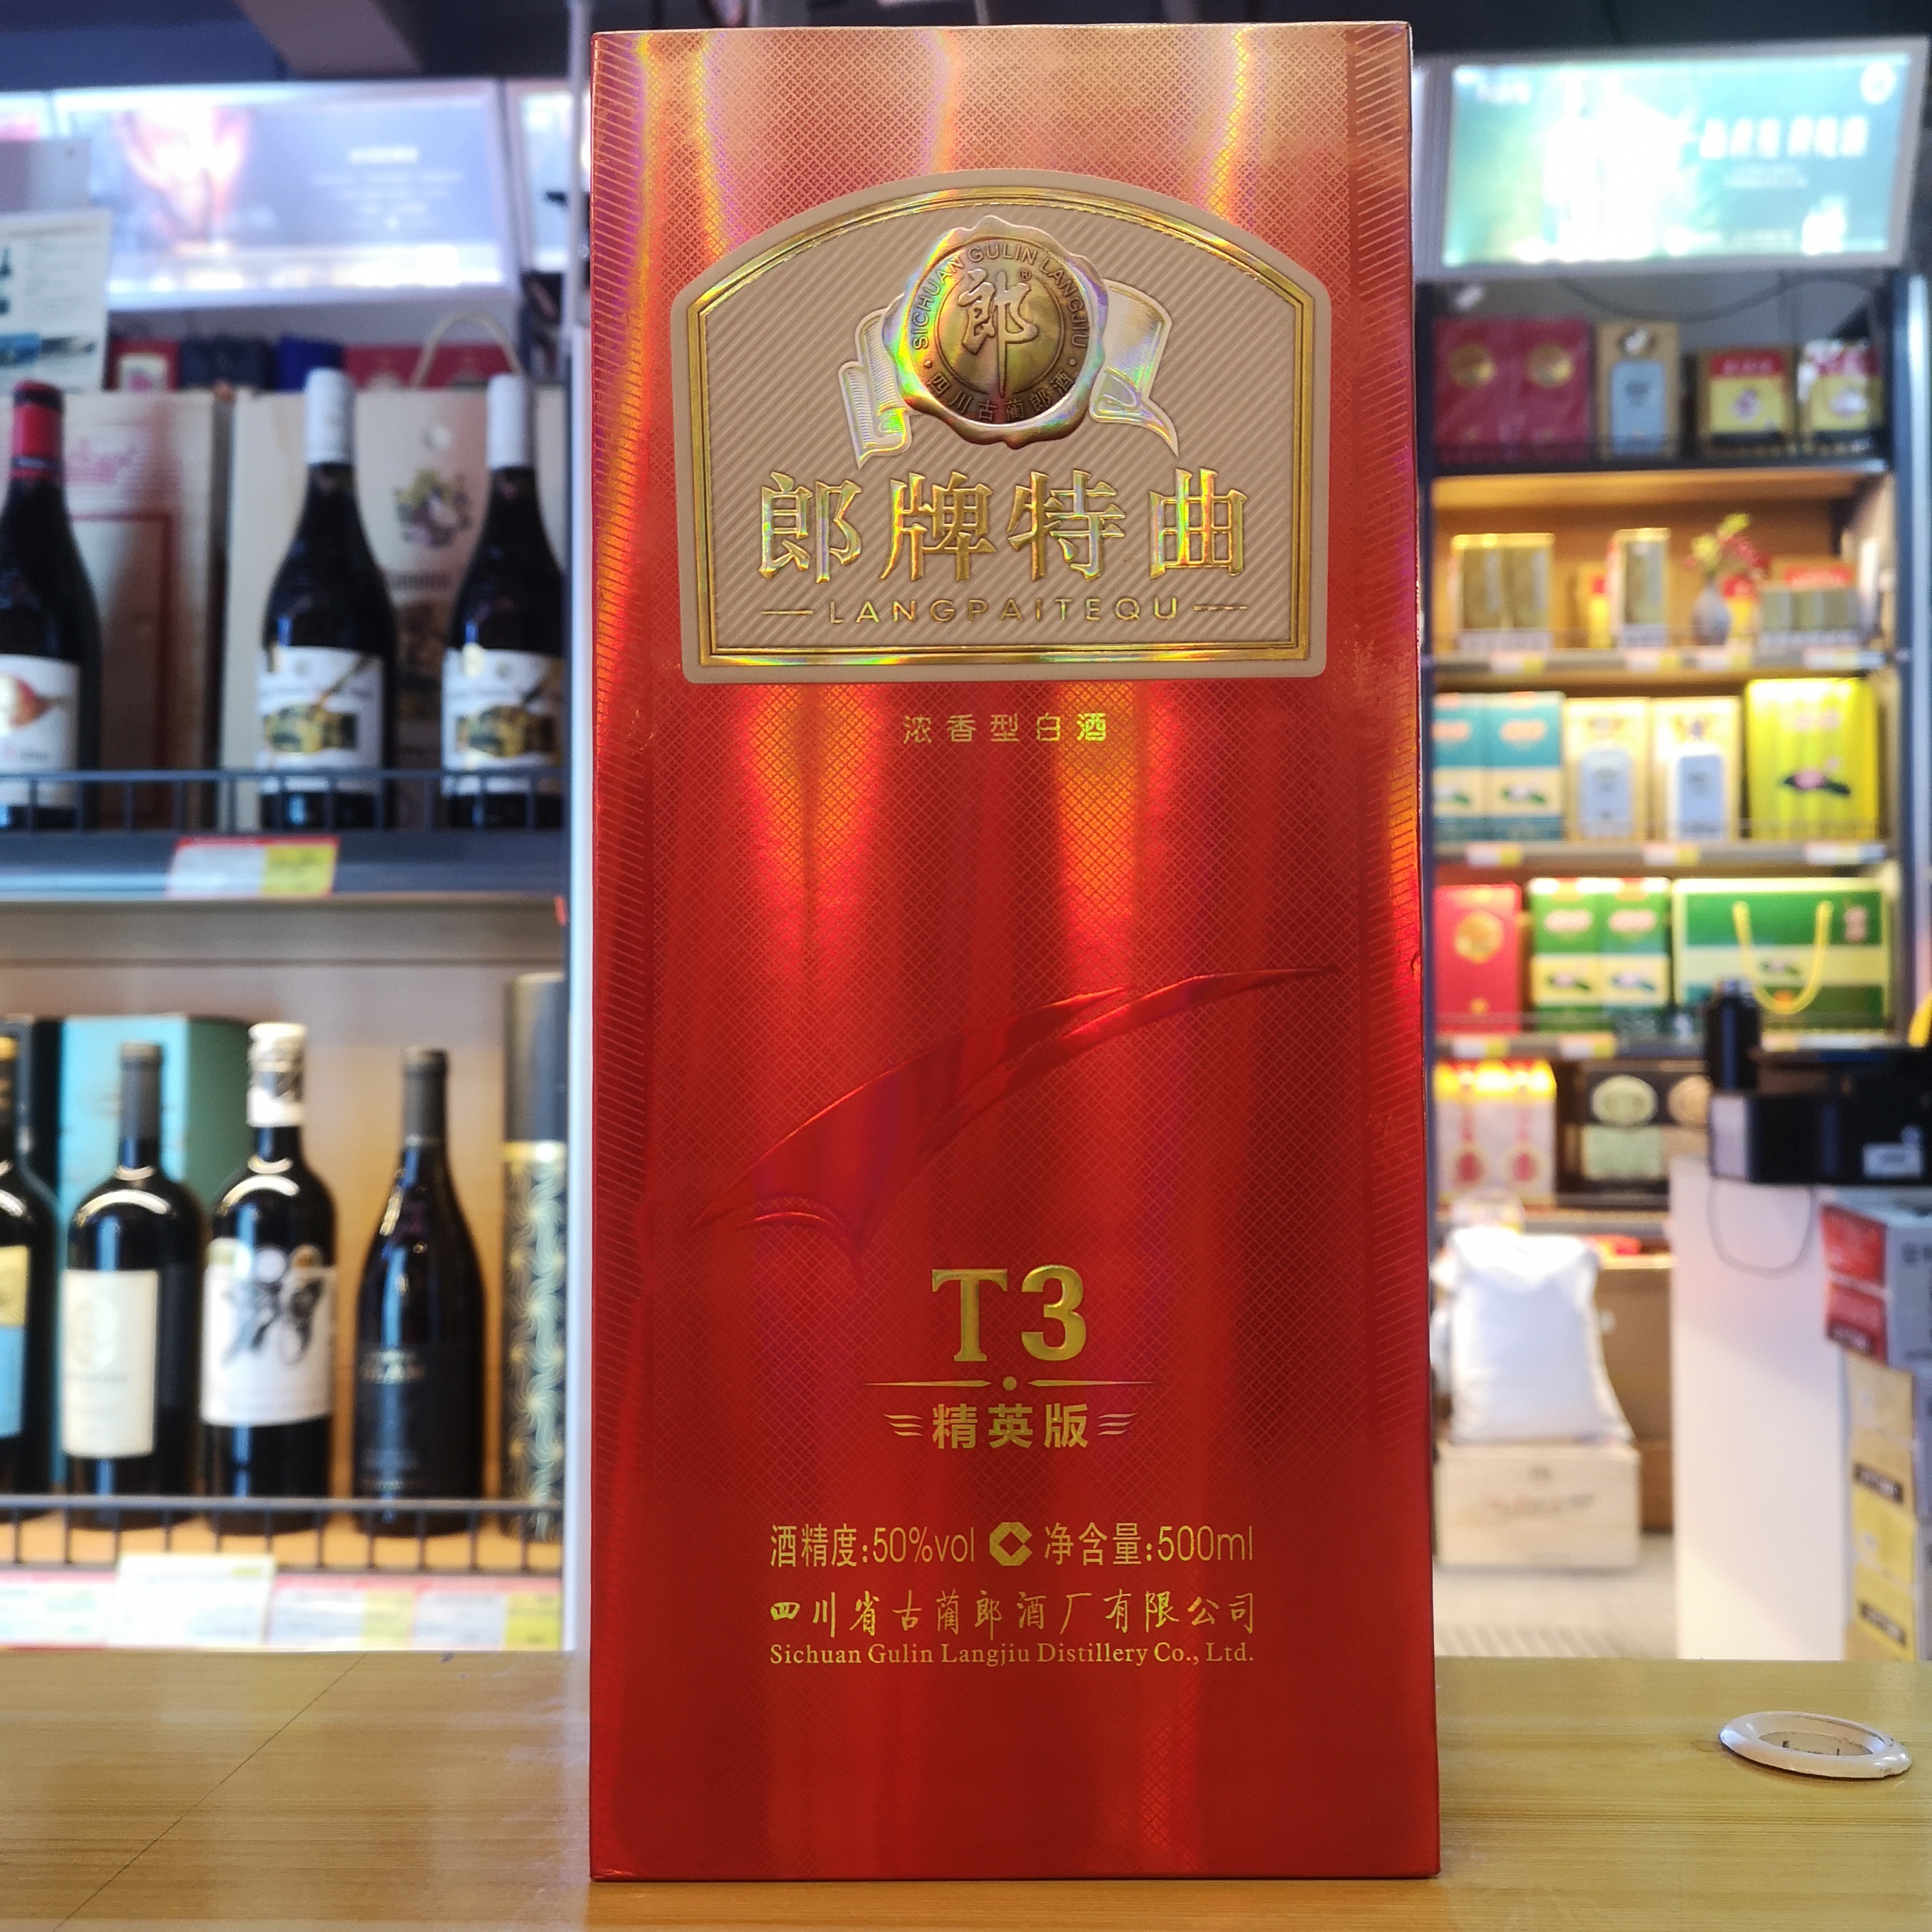 SICHUAN GULIN LANGJIU
郎®
四川古蔺郎酒
郎牌特曲
LANGPAITEQU
浓香型白酒
T3
精英版
酒精度:50%vol 净含量:500ml
四川省古蔺郎酒厂有限公司
Sichuan Gulin Langjiu Distillery Co., Ltd.